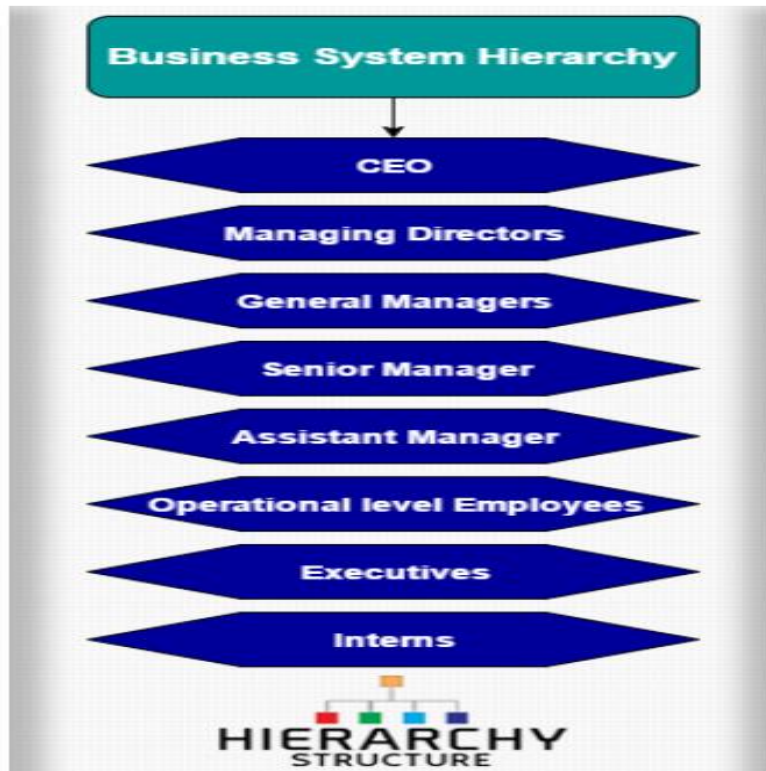 Business System Hierarchy
CEO
Managing Directors
General Managers
Senior Manager
Assistant Manager
Operational level Employees
Executives
Interns
HIERARCHY
STRUCTURE